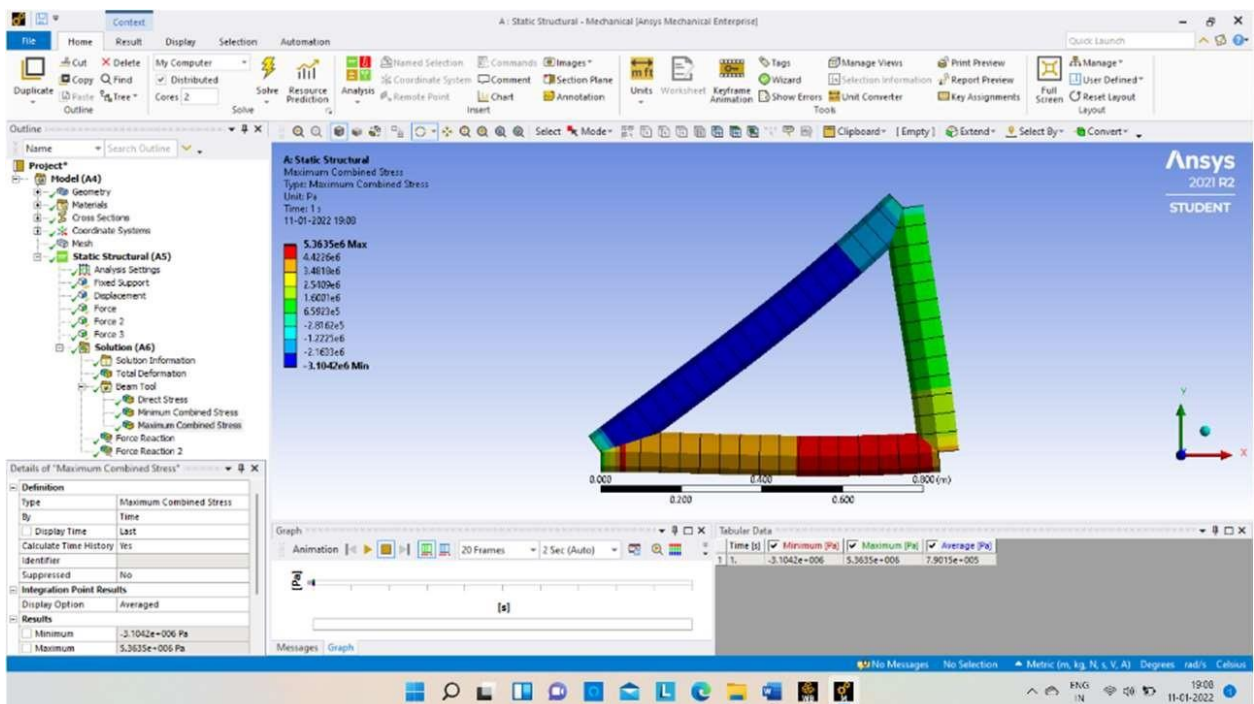 Context
A : Static Structural - Mechanical [Ansys Mechanical Enterprise]
File Home Result Display Selection Automation
Quick Launch
Duplicate
Cut
Copy
Paste
Delete
Find
Tree
Outline
My Computer
Distributed
Cores 2
Solve
Resource Prediction
Solve
Analysis
Named Selection
Coordinate System
Remote Point
Commands
Comment
Chart
Images
Section Plane
Annotation
Insert
Units
Worksheet
Keyframe Animation
Tags
Wizard
Show Errors
Manage Views
Selection Information
Unit Converter
Print Preview
Report Preview
Key Assignments
Tools
Full Screen
Manage
User Defined
Reset Layout
Layout
Outline
Name Search Outline
Select Mode Clipboard [Empty] Extend Select By Convert
Project*
Model (A4)
Geometry
Materials
Cross Sections
Coordinate Systems
Mesh
Static Structural (A5)
Analysis Settings
Fixed Support
Displacement
Force
Force 2
Force 3
Solution (A6)
Solution Information
Total Deformation
Beam Tool
Direct Stress
Minimum Combined Stress
Maximum Combined Stress
Force Reaction
Force Reaction 2
A: Static Structural
Maximum Combined Stress
Type: Maximum Combined Stress
Unit: Pa
Time: 1 s
11-01-2022 19:08
5.3635e6 Max
4.4226e6
3.4818e6
2.5409e6
1.6001e6
6.5923e5
-2.8162e5
-1.2225e6
-2.1633e6
-3.1042e6 Min
Ansys
2021 R2
STUDENT
Y
X
0.000 0.400 0.800 (m)
0.200 0.600
Details of "Maximum Combined Stress"
Definition
Type Maximum Combined Stress
By Time
Display Time Last
Calculate Time History Yes
Identifier
Suppressed No
Integration Point Results
Display Option Averaged
Results
Minimum -3.1042e+006 Pa
Maximum 5.3635e+006 Pa
Graph
Animation 20 Frames 2 Sec (Auto)
[Pa]
[s]
Messages Graph
Tabular Data
Time [s] Minimum [Pa] Maximum [Pa] Average [Pa]
1 1. -3.1042e+006 5.3635e+006 7.9015e+005
No Messages No Selection Metric (m, kg, N, s, V, A) Degrees rad/s Celsius
ENG
IN
19:08
11-01-2022